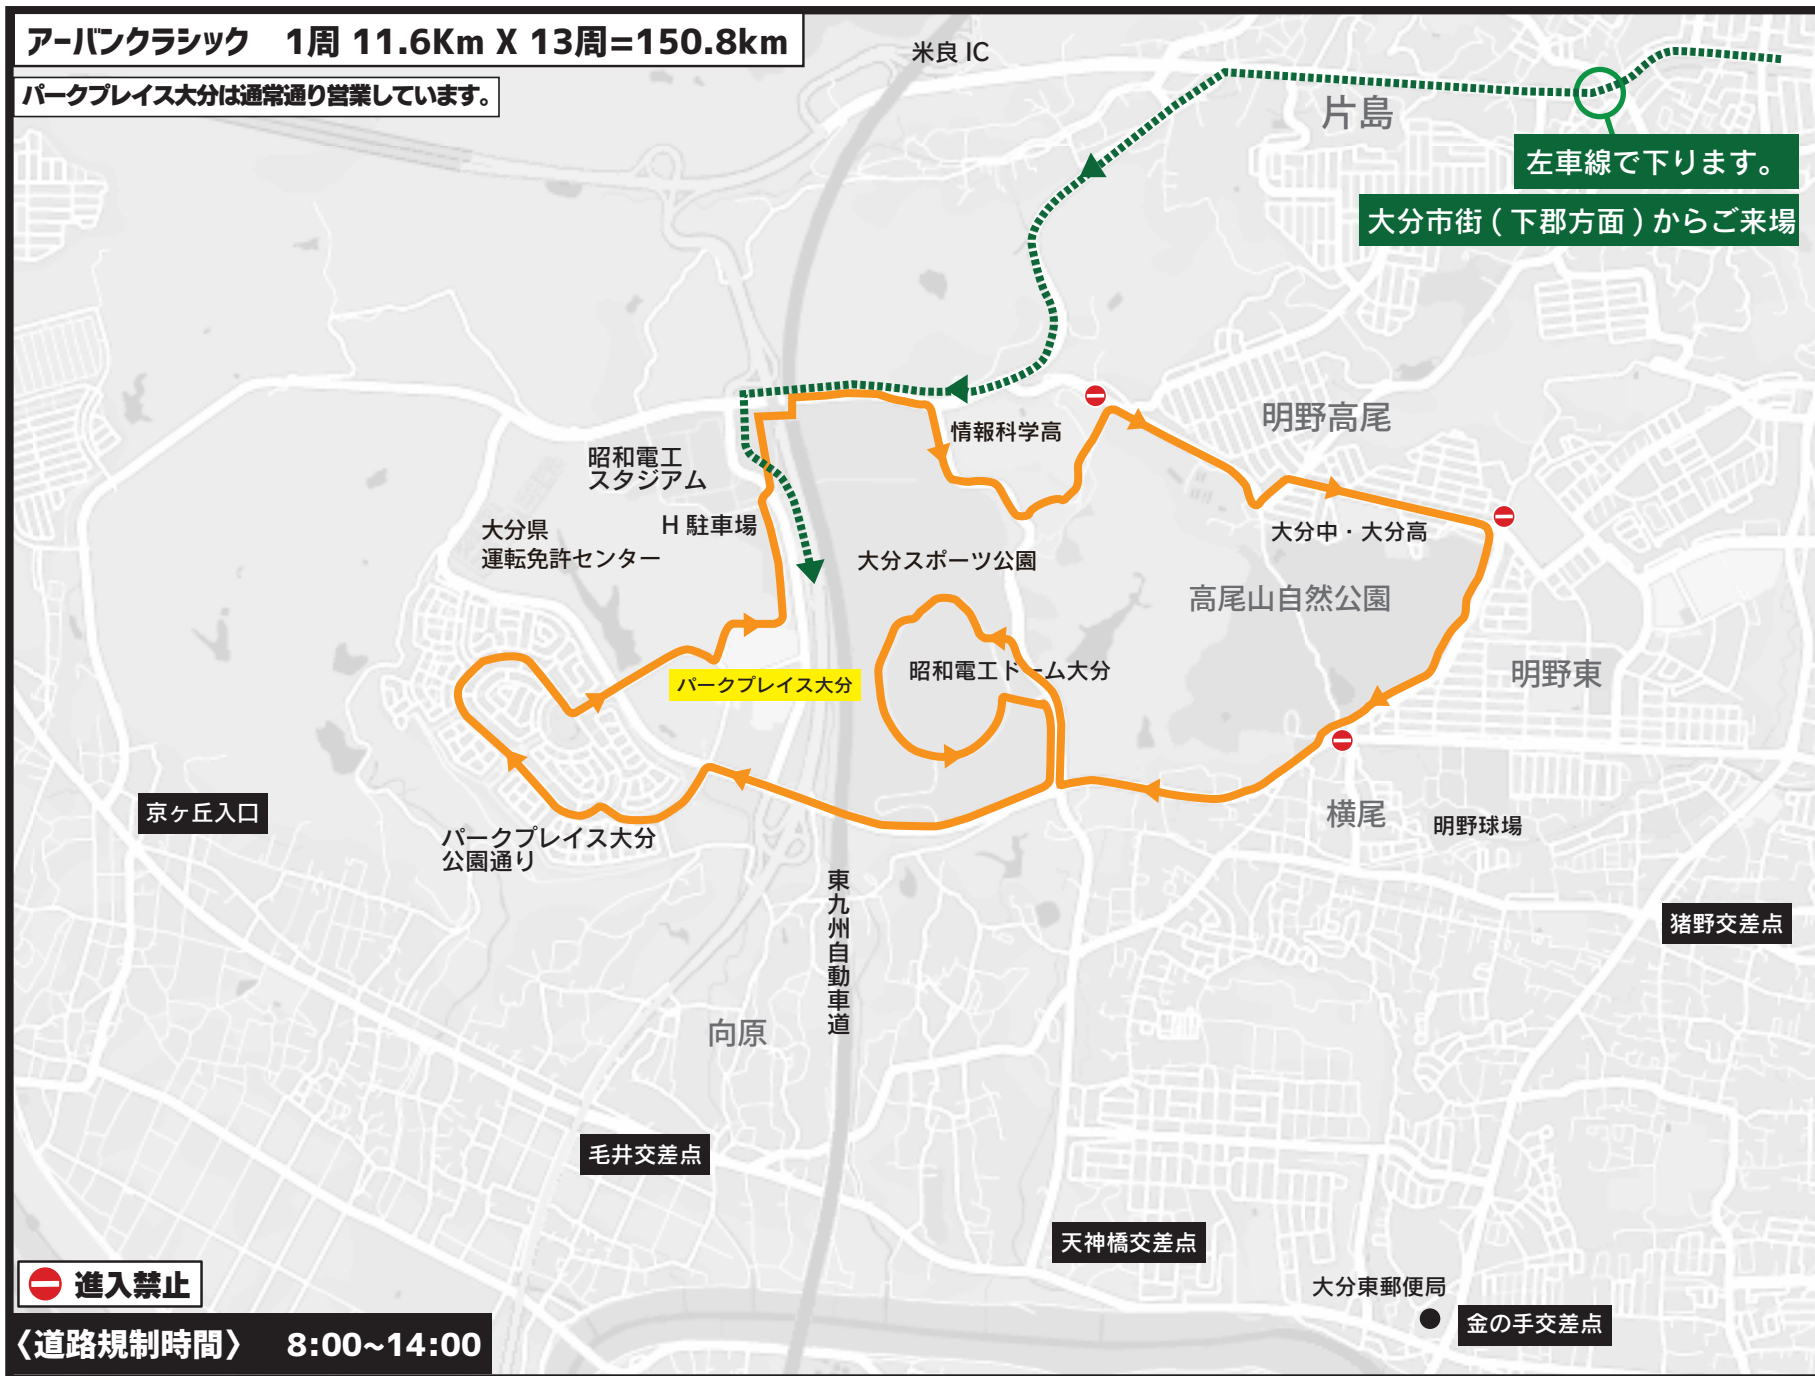 アーバンクラシック　1周 11.6Km X 13周=150.8km
パークプレイス大分は通常通り営業しています。
米良 IC
片島
左車線で下ります。
大分市街 ( 下郡方面 ) からご来場
明野高尾
情報科学高
昭和電工
スタジアム
H 駐車場
大分県
運転免許センター
大分中・大分高
大分スポーツ公園
高尾山自然公園
昭和電工ドーム大分
明野東
パークプレイス大分
京ヶ丘入口
パークプレイス大分
公園通り
横尾
明野球場
東九州自動車道
猪野交差点
向原
毛井交差点
天神橋交差点
大分東郵便局
金の手交差点
進入禁止
〈道路規制時間〉　8:00~14:00